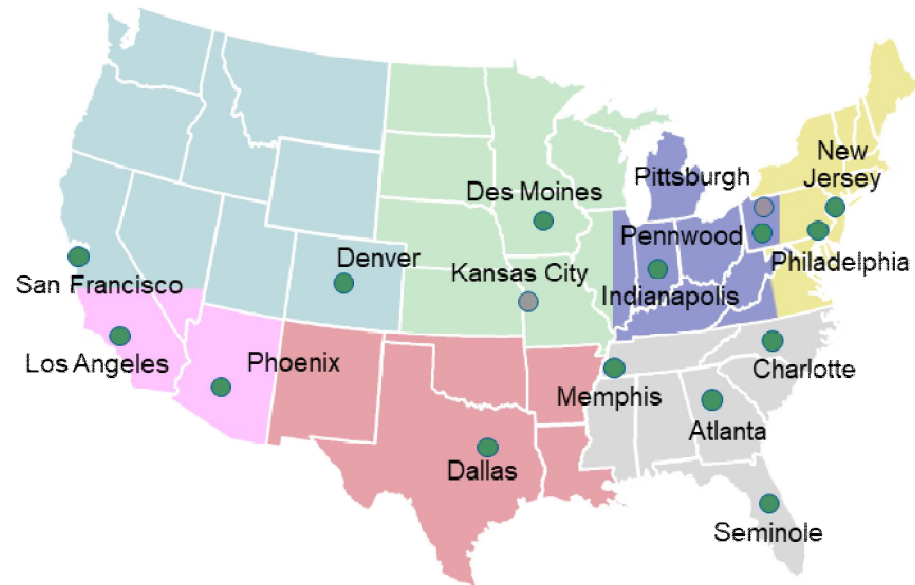 New
Jersey
Pittsburgh
Des Moines
Pennwood
Denver
Philadelphia
Kansas City
San Francisco
Indianapolis
Los Angeles
Phoenix
Charlotte
Memphis
Atlanta
Dallas
Seminole